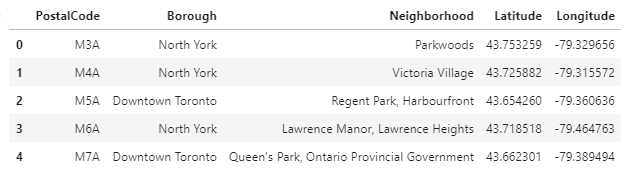 PostalCode Borough Neighborhood Latitude Longitude
0 M3A North York Parkwoods 43.753259 -79.329656
1 M4A North York Victoria Village 43.725882 -79.315572
2 M5A Downtown Toronto Regent Park, Harbourfront 43.654260 -79.360636
3 M6A North York Lawrence Manor, Lawrence Heights 43.718518 -79.464763
4 M7A Downtown Toronto Queen's Park, Ontario Provincial Government 43.662301 -79.389494